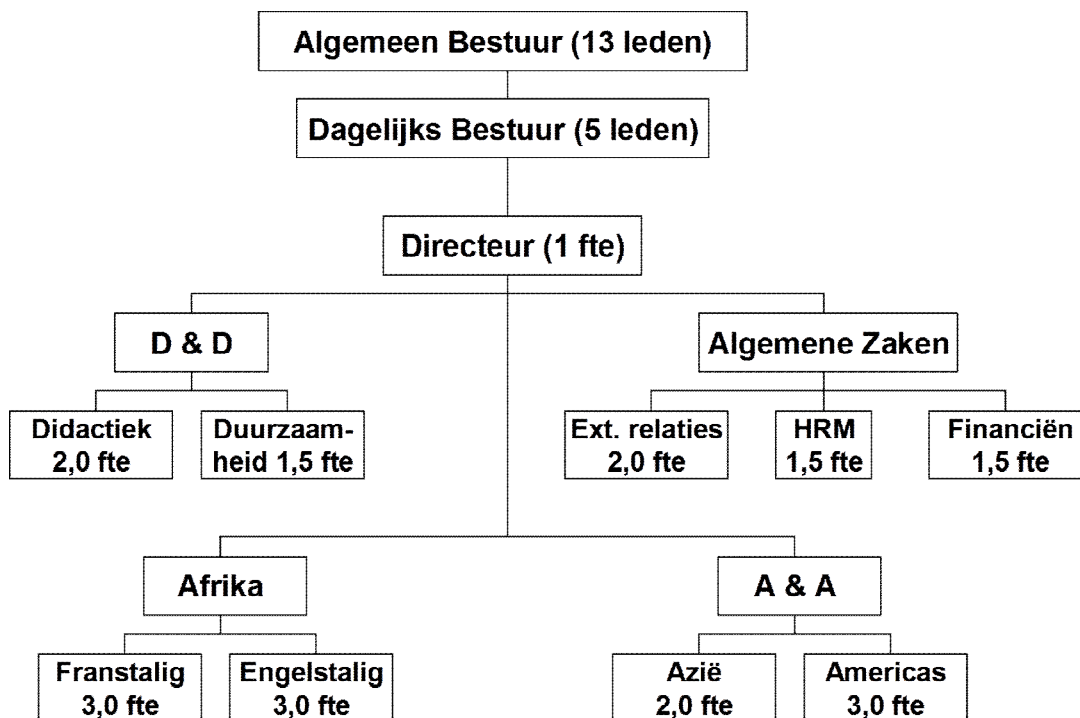 Algemeen Bestuur (13 leden)
Dagelijks Bestuur (5 leden)
Directeur (1 fte)
D & D
Algemene Zaken
Didactiek
2,0 fte
Duurzaam-
heid 1,5 fte
Ext. relaties
2,0 fte
HRM
1,5 fte
Financiën
1,5 fte
Afrika
A & A
Franstalig
3,0 fte
Engelstalig
3,0 fte
Azië
2,0 fte
Americas
3,0 fte